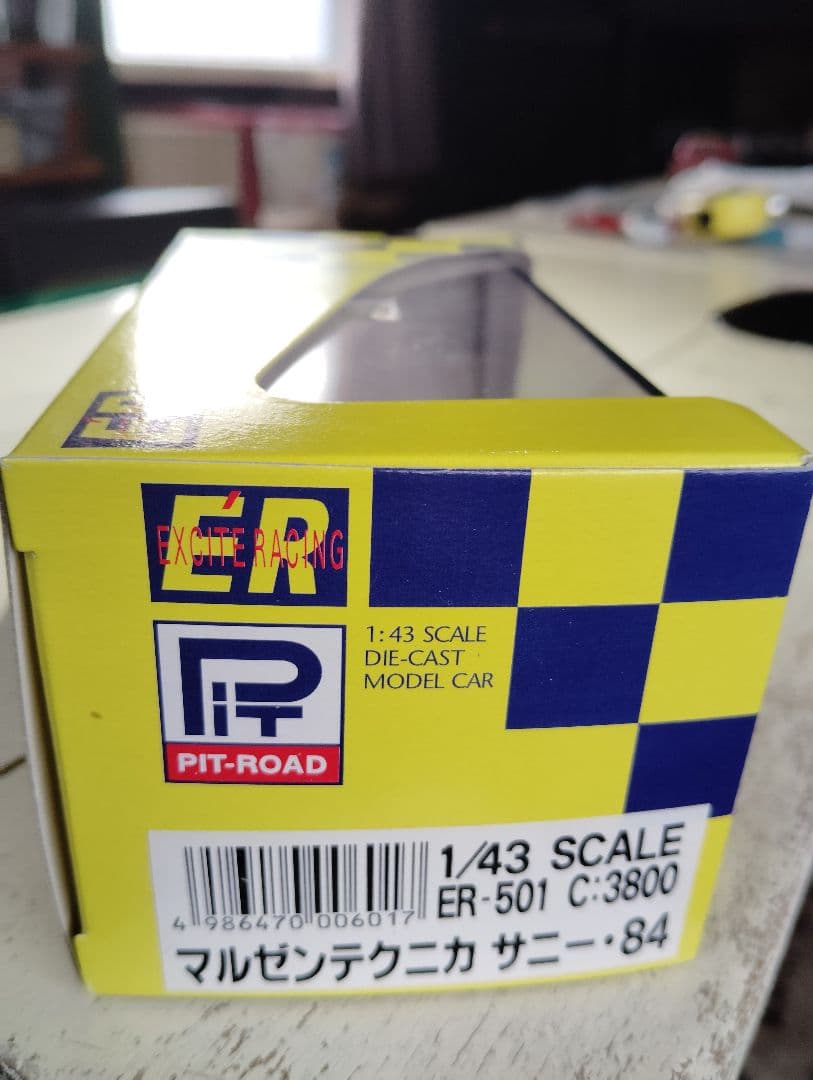 ER
EXCITE RACING
PIT
PIT-ROAD
1:43 SCALE
DIE-CAST
MODEL CAR
1/43 SCALE
ER-501 C:3800
4 986470 006017
マルゼンテクニカ サニー・84